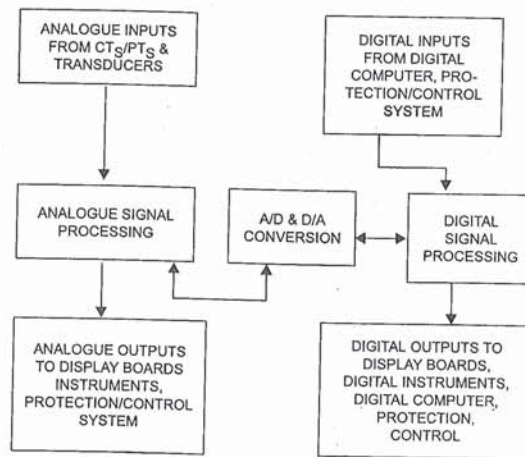 ANALOGUE INPUTS
FROM CTS/PTS &
TRANSDUCERS
DIGITAL INPUTS
FROM DIGITAL
COMPUTER, PRO-
TECTION/CONTROL
SYSTEM
ANALOGUE SIGNAL
PROCESSING
A/D & D/A
CONVERSION
DIGITAL
SIGNAL
PROCESSING
ANALOGUE OUTPUTS
TO DISPLAY BOARDS
INSTRUMENTS,
PROTECTION/CONTROL
SYSTEM
DIGITAL OUTPUTS TO
DISPLAY BOARDS,
DIGITAL INSTRUMENTS,
DIGITAL COMPUTER,
PROTECTION,
CONTROL